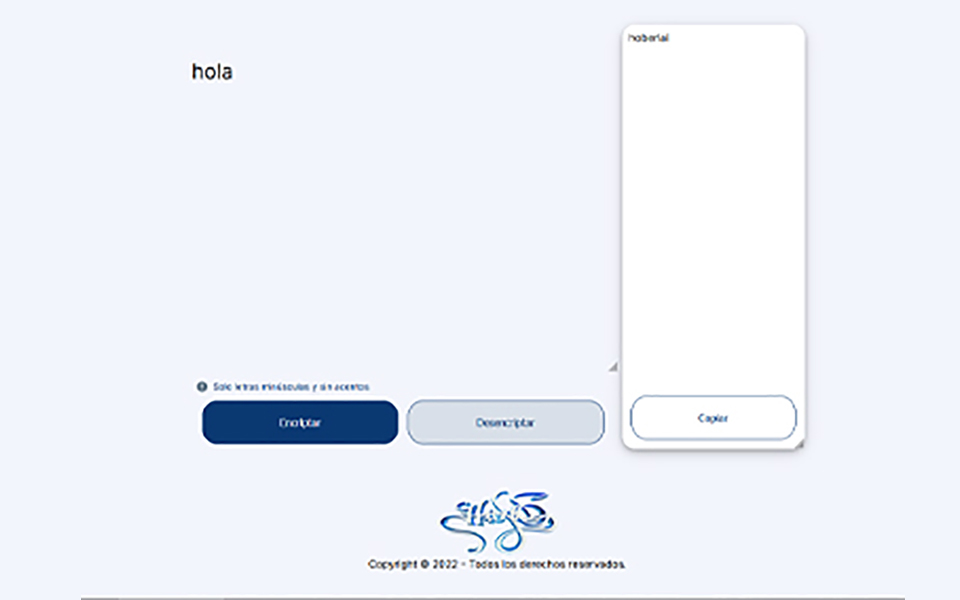 hola
hoberlai
Solo letras minúsculas y sin acentos
Encriptar
Desencriptar
Copiar
Copyright © 2022 - Todos los derechos reservados.